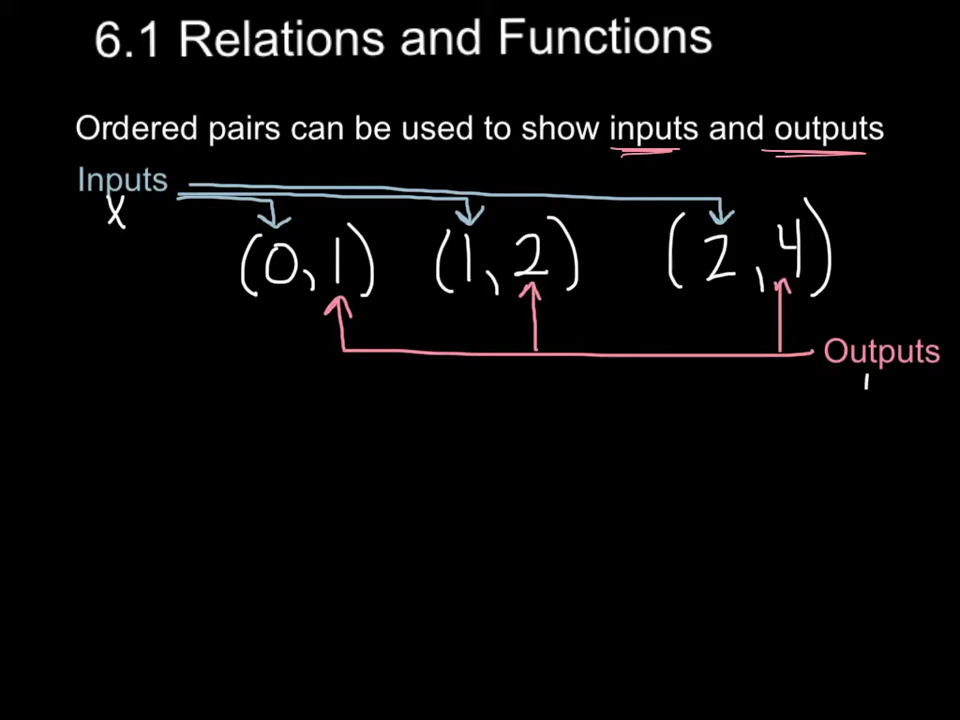 6.1 Relations and Functions
Ordered pairs can be used to show inputs and outputs
Inputs
x
(0,1) (1,2) (2,4)
Outputs